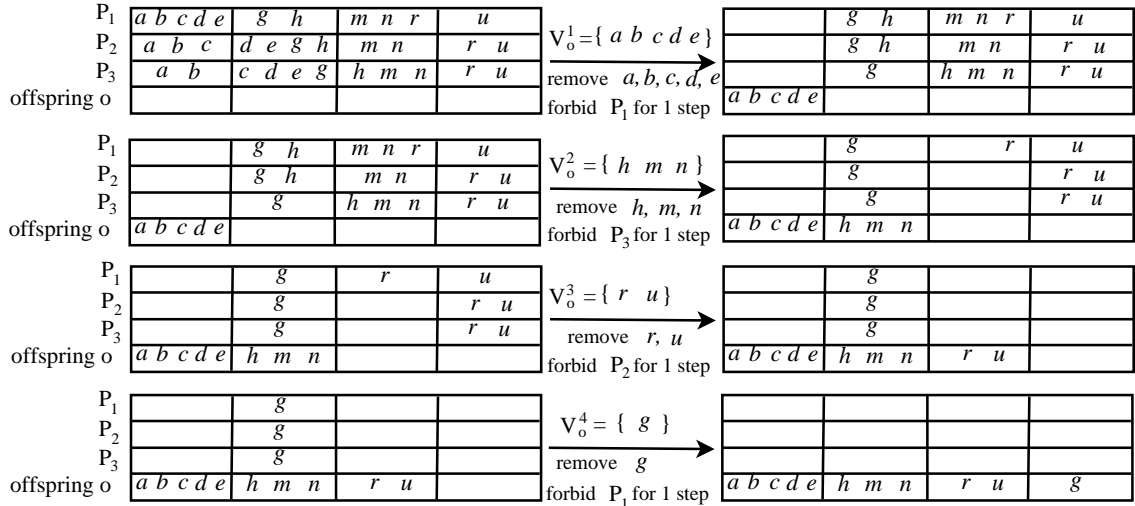 P1 a b c d e g h m n r u
P2 a b c d e g h m n r u
P3 a b c d e g h m n r u
offspring o
V_o^1={ a b c d e }
remove a, b, c, d, e
forbid P1 for 1 step
g h m n r u
g h m n r u
g h m n r u
a b c d e
P1 g h m n r u
P2 g h m n r u
P3 g h m n r u
offspring o a b c d e
V_o^2={ h m n }
remove h, m, n
forbid P3 for 1 step
g r u
g r u
g r u
a b c d e h m n
P1 g r u
P2 g r u
P3 g r u
offspring o a b c d e h m n
V_o^3={ r u }
remove r, u
forbid P2 for 1 step
g
g
g
a b c d e h m n r u
P1 g
P2 g
P3 g
offspring o a b c d e h m n r u
V_o^4= { g }
remove g
forbid P1 for 1 step
a b c d e h m n r u g